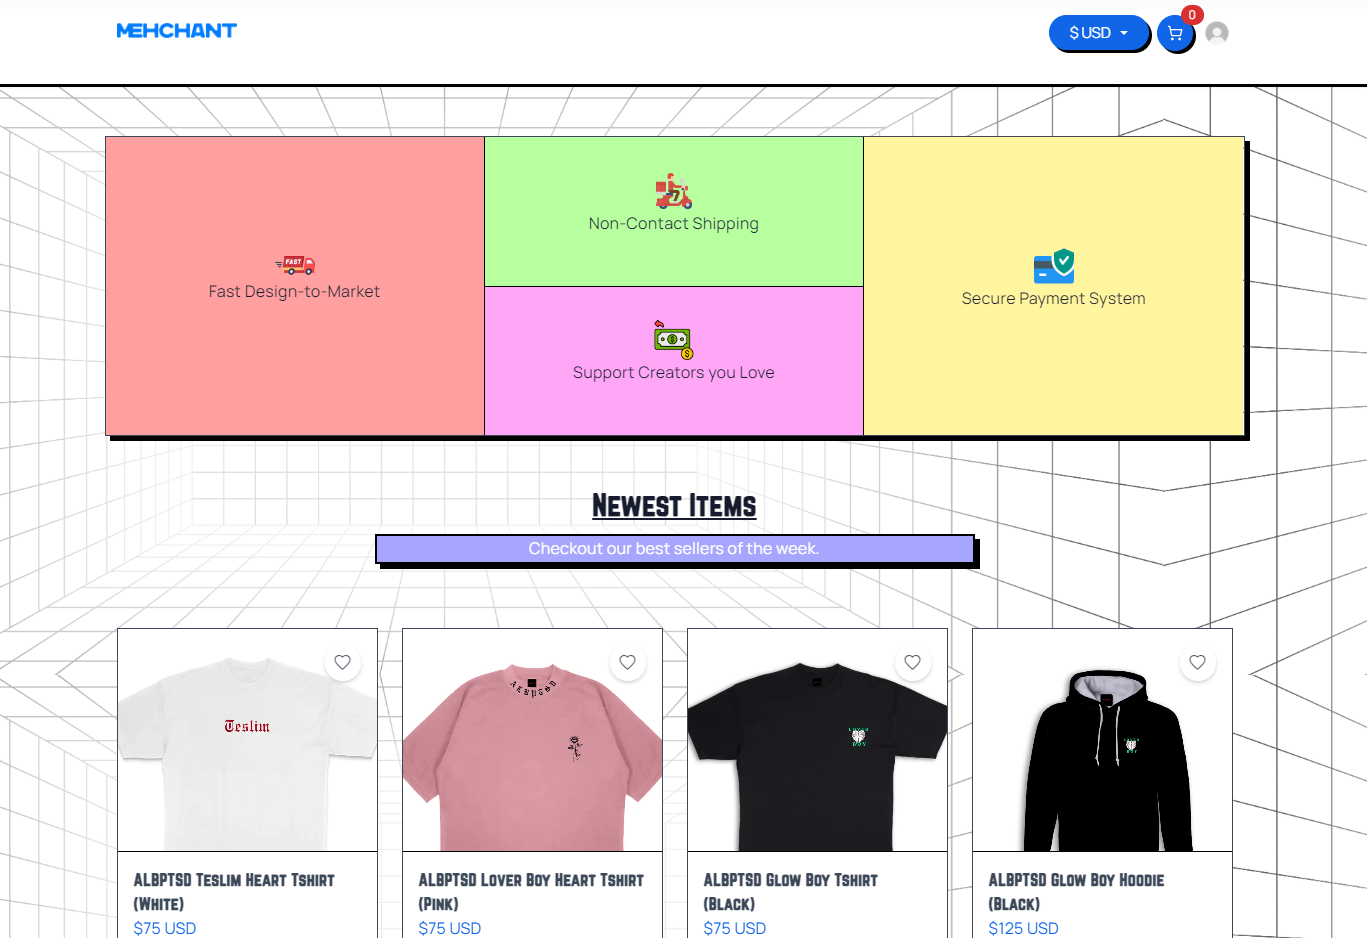 MEHCHANT
$ USD
0
FAST
Fast Design-to-Market
7
Non-Contact Shipping
$
$
Support Creators you Love
Secure Payment System
Newest Items
Checkout our best sellers of the week.
Teslim
ALBPTSD
ALBPTSD Teslim Heart Tshirt
(White)
$75 USD
ALBPTSD Lover Boy Heart Tshirt
(Pink)
$75 USD
ALBPTSD Glow Boy Tshirt
(Black)
$75 USD
ALBPTSD Glow Boy Hoodie
(Black)
$125 USD